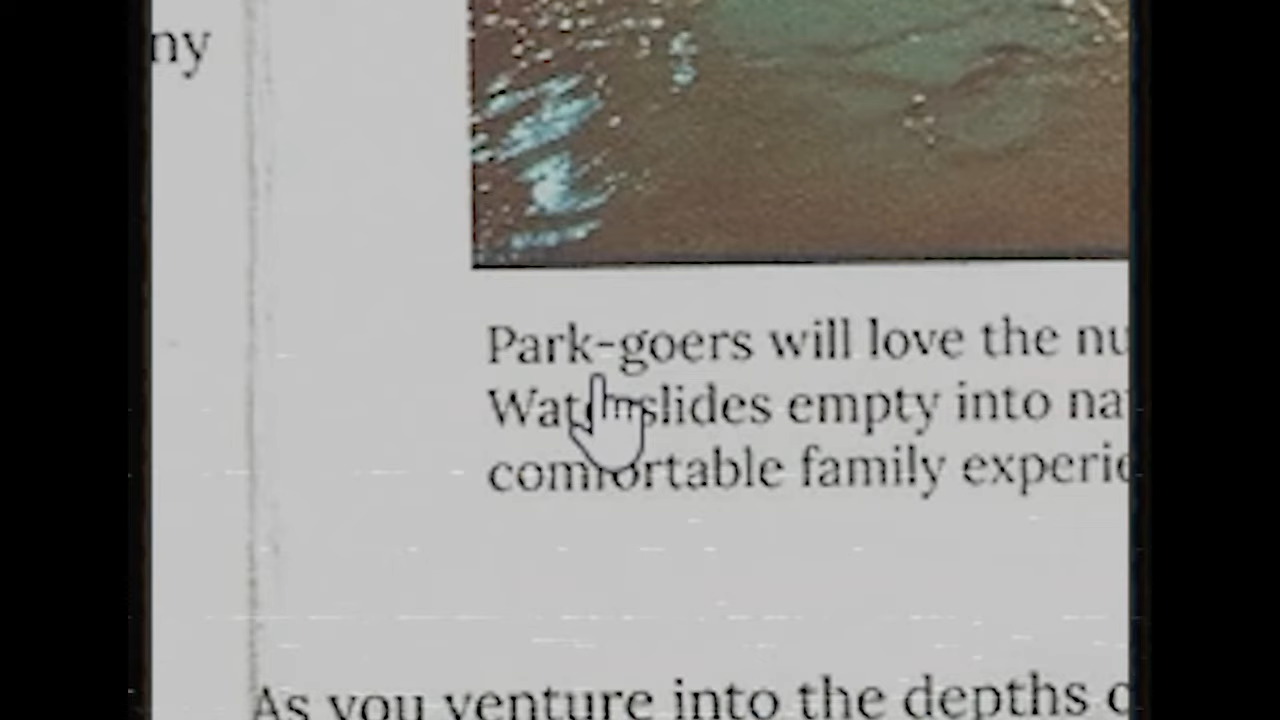 ny
Park-goers will love the nu
Waterslides empty into na
comfortable family experie
As you venture into the depths o